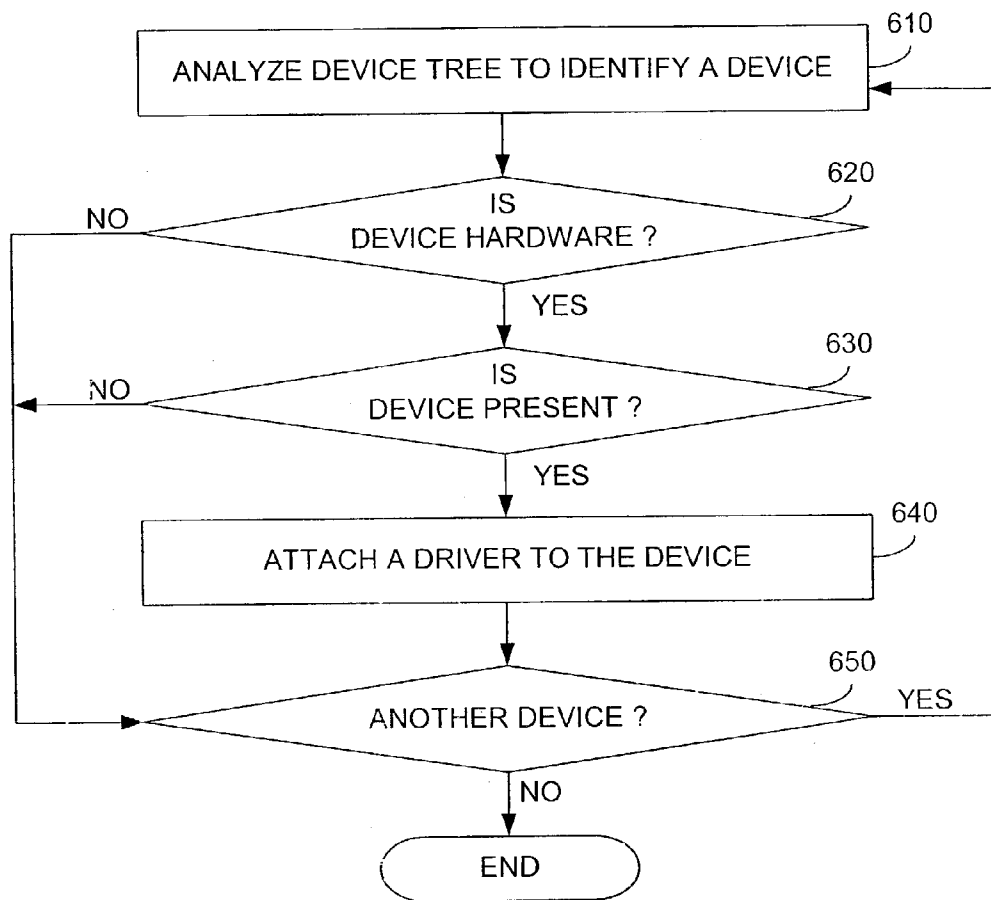 610
ANALYZE DEVICE TREE TO IDENTIFY A DEVICE
620
NO
IS
DEVICE HARDWARE ?
YES
630
NO
IS
DEVICE PRESENT ?
YES
640
ATTACH A DRIVER TO THE DEVICE
650
ANOTHER DEVICE ?
YES
NO
END